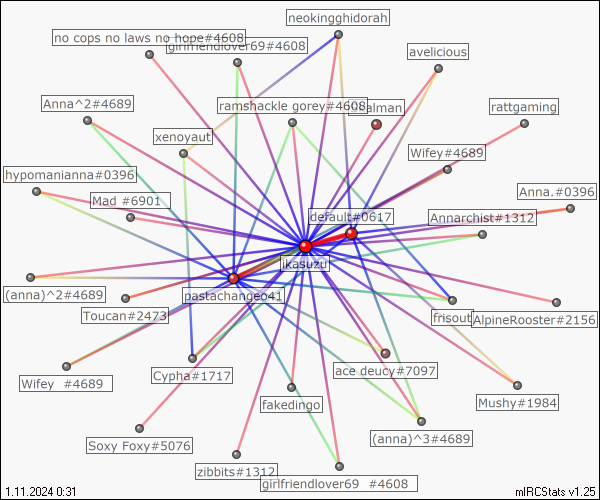 neokingghidorah
no cops no laws no hope#4608
girlfriendlover69#4608
avelicious
Anna^2#4689
ramshackle gorey#4608
alman
rattgaming
xenoyaut
Wifey#4689
hypomanianna#0396
Mad #6901
Anna.#0396
default#0617
Annarchist#1312
ikasuzu
(anna)^2#4689
pastachangeo41
Toucan#2473
frisout
AlpineRooster#2156
Wifey #4689
Cypha#1717
ace deucy#7097
fakedingo
Mushy#1984
Soxy Foxy#5076
(anna)^3#4689
zibbits#1312
girlfriendlover69 #4608
1.11.2024 0:31
mIRCStats v1.25